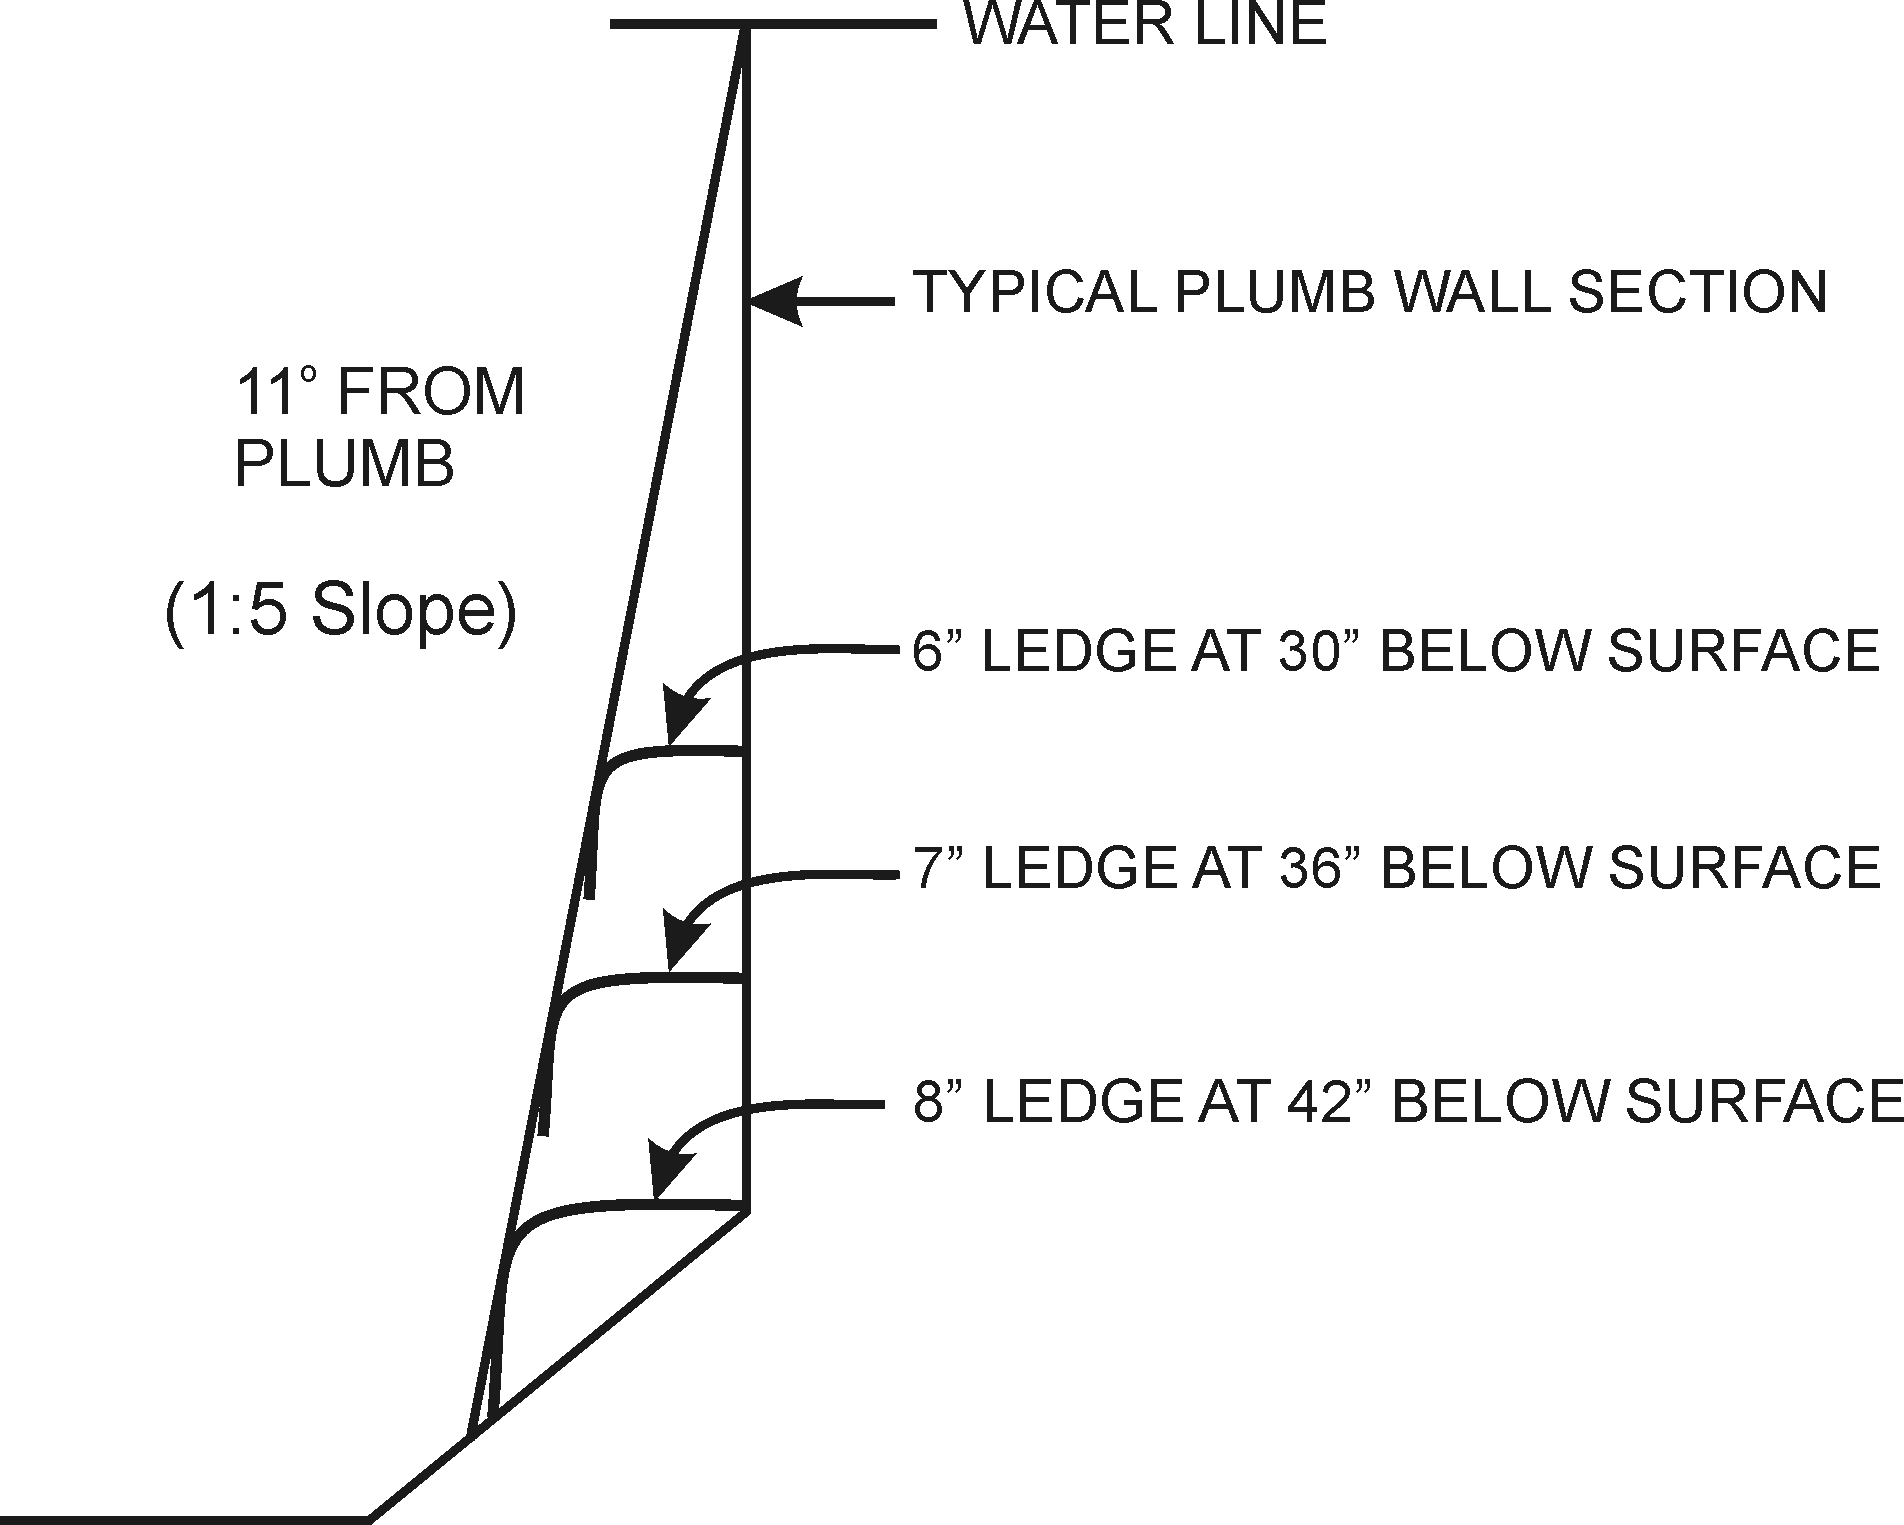 WATER LINE
TYPICAL PLUMB WALL SECTION
11° FROM
PLUMB
(1:5 Slope)
6” LEDGE AT 30” BELOW SURFACE
7” LEDGE AT 36” BELOW SURFACE
8” LEDGE AT 42” BELOW SURFACE